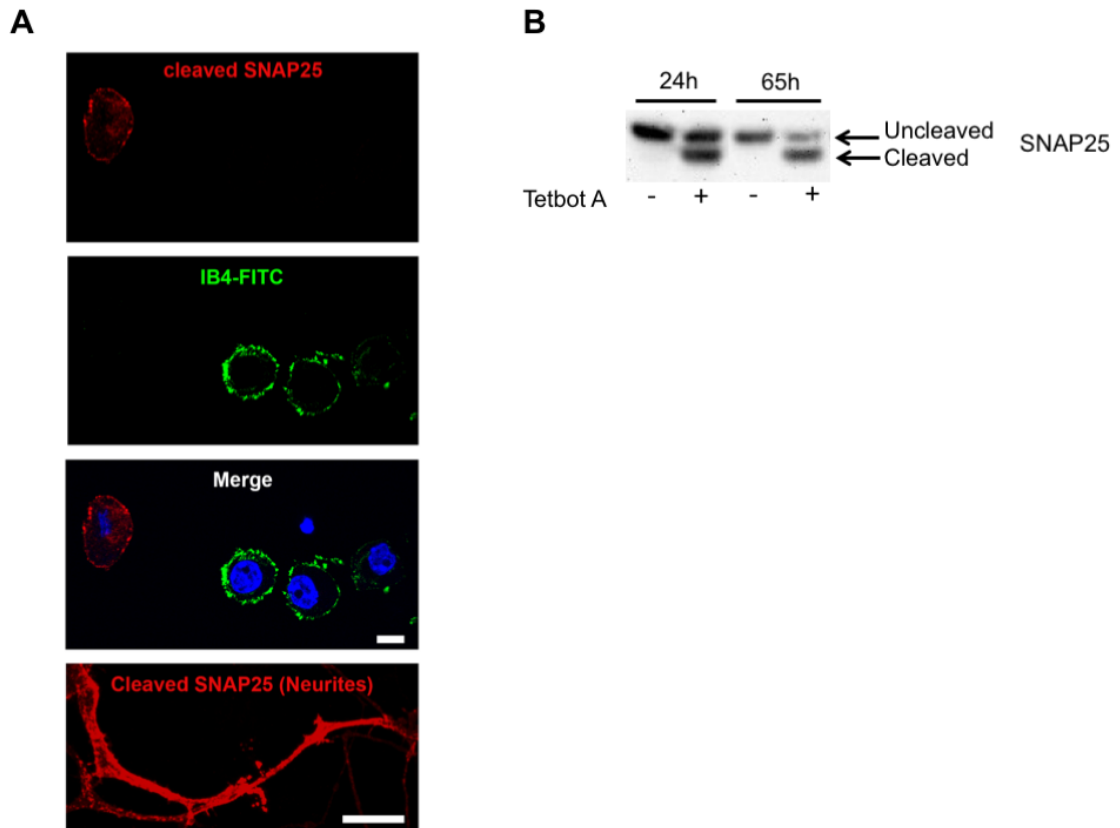 A
cleaved SNAP25
IB4-FITC
Merge
Cleaved SNAP25 (Neurites)
B
24h 65h
Uncleaved
Cleaved
SNAP25
Tetbot A - + - +